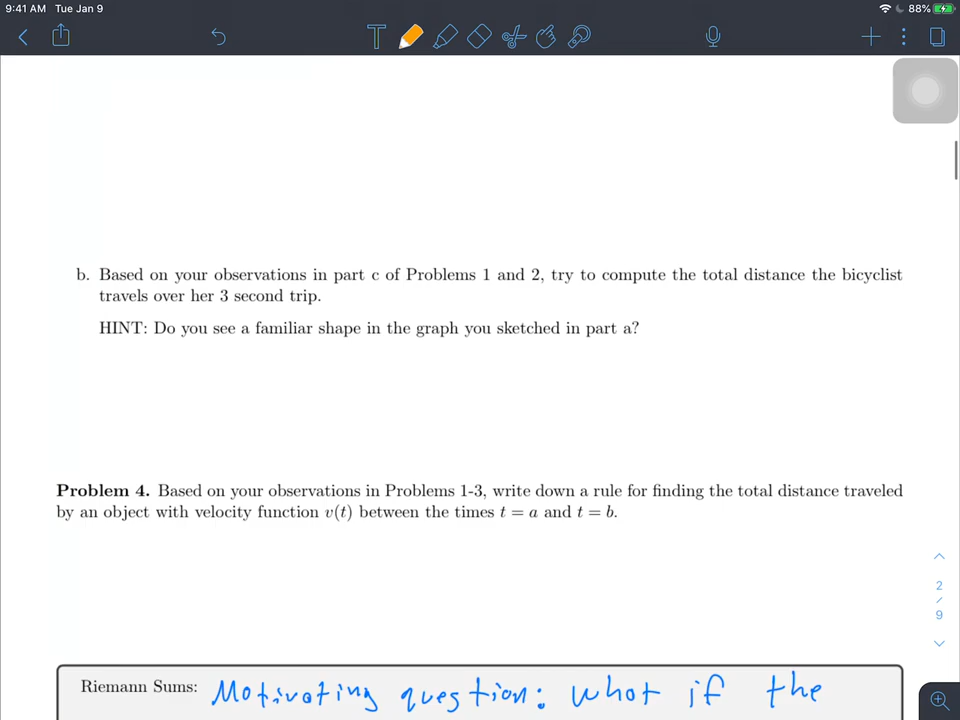 9:41 AM Tue Jan 9
88%
b. Based on your observations in part c of Problems 1 and 2, try to compute the total distance the bicyclist
travels over her 3 second trip.
HINT: Do you see a familiar shape in the graph you sketched in part a?
Problem 4. Based on your observations in Problems 1-3, write down a rule for finding the total distance traveled
by an object with velocity function v(t) between the times t = a and t = b.
2
/
9
Riemann Sums: Motivating question: what if the